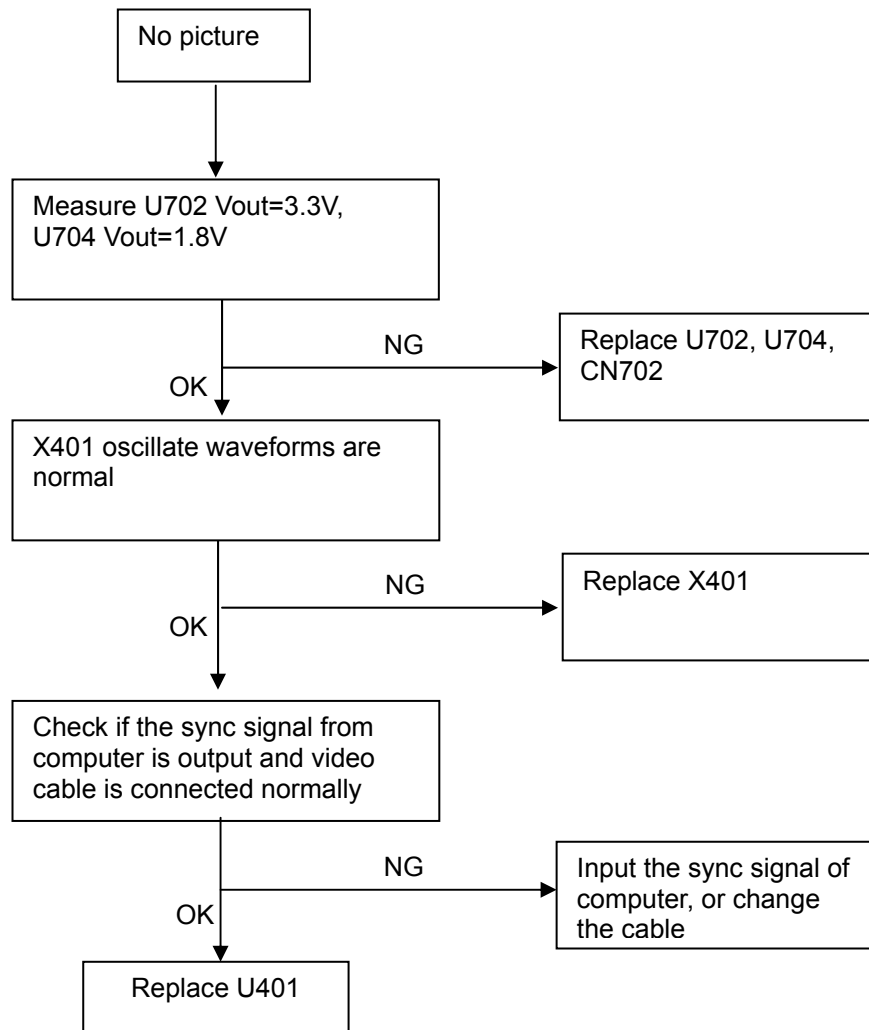 No picture
Measure U702 Vout=3.3V,
U704 Vout=1.8V
NG
Replace U702, U704,
CN702
OK
X401 oscillate waveforms are
normal
NG
Replace X401
OK
Check if the sync signal from
computer is output and video
cable is connected normally
NG
Input the sync signal of
computer, or change
the cable
OK
Replace U401